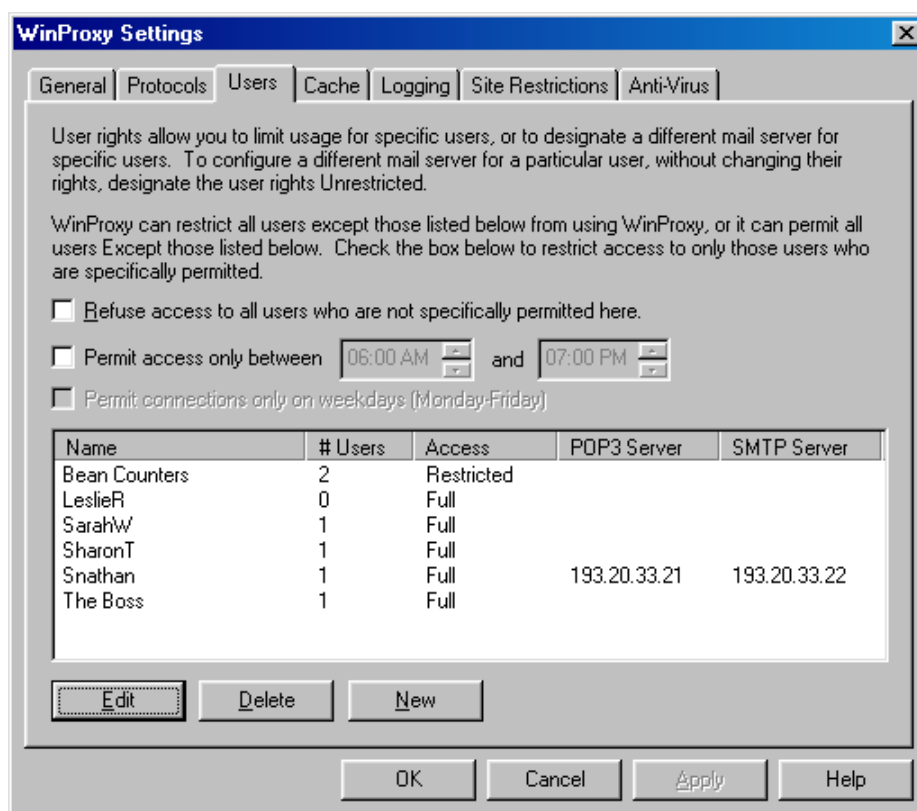 WinProxy Settings
General Protocols Users Cache Logging Site Restrictions Anti-Virus
User rights allow you to limit usage for specific users, or to designate a different mail server for
specific users. To configure a different mail server for a particular user, without changing their
rights, designate the user rights Unrestricted.
WinProxy can restrict all users except those listed below from using WinProxy, or it can permit all
users Except those listed below. Check the box below to restrict access to only those users who
are specifically permitted.
Refuse access to all users who are not specifically permitted here.
Permit access only between 06:00 AM and 07:00 PM
Permit connections only on weekdays (Monday-Friday)
Name # Users Access POP3 Server SMTP Server
Bean Counters 2 Restricted
LeslieR 0 Full
SarahW 1 Full
SharonT 1 Full
Snathan 1 Full 193.20.33.21 193.20.33.22
The Boss 1 Full
Edit Delete New
OK Cancel Apply Help